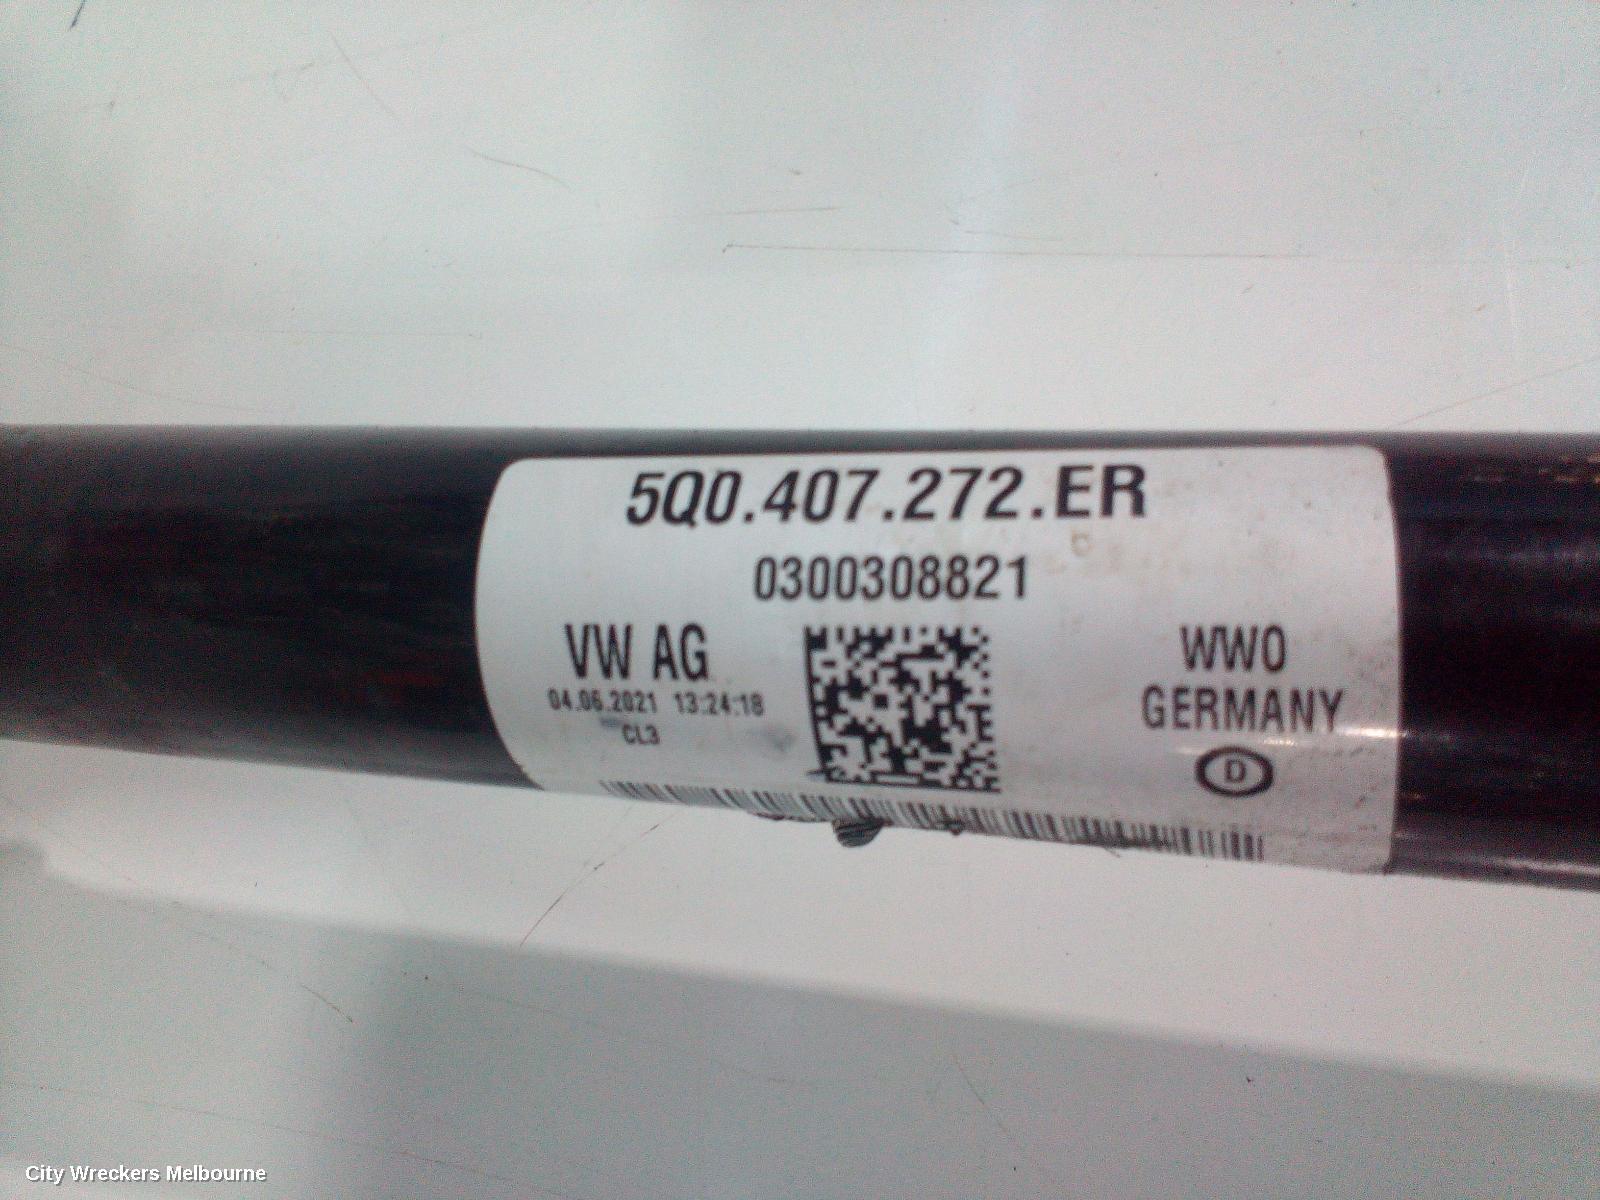 5Q0.407.272.ER
0300308821
VW AG
04.06.2021 13:24:18
CL3
WWO
GERMANY
D
City Wreckers Melbourne